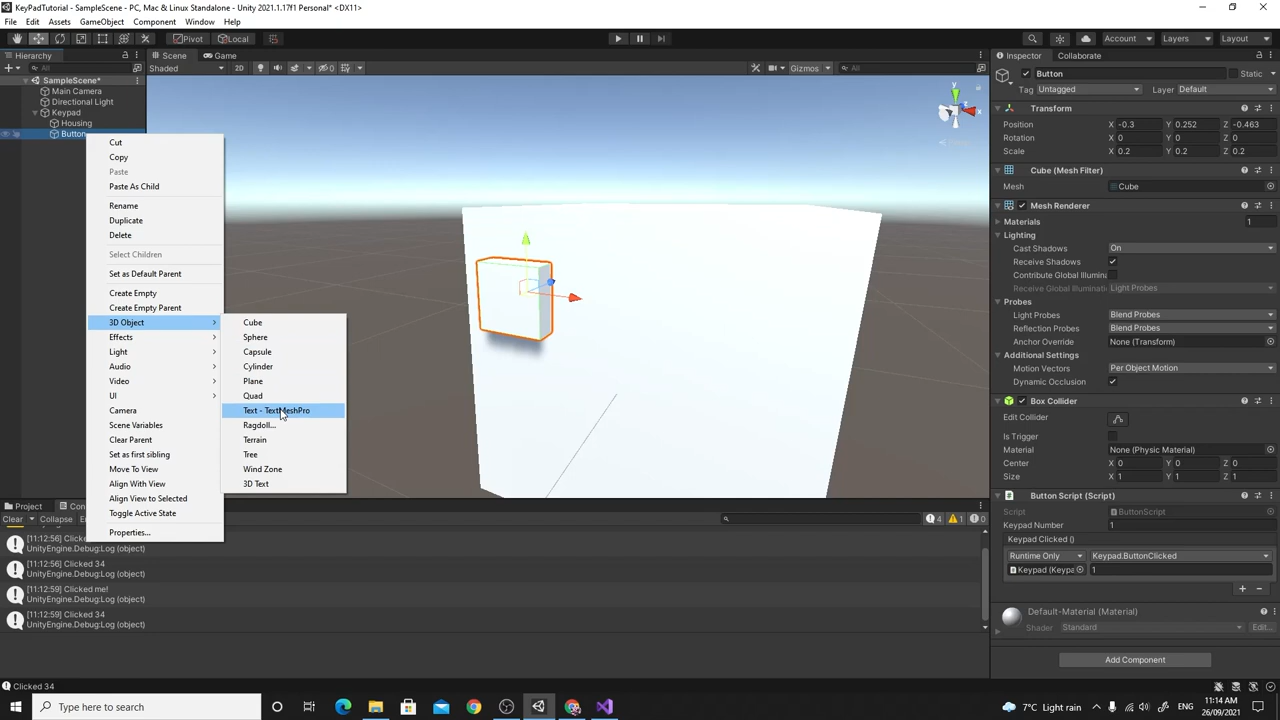 KeyPadTutorial - SampleScene - PC, Mac & Linux Standalone - Unity 2021.1.17f1 Personal* <DX11>
File Edit Assets GameObject Component Window Help
Pivot Local Account Layers Layout
Hierarchy Scene Game Inspector Collaborate
All Shaded 2D 0 Gizmos All
SampleScene*
Main Camera
Directional Light
Keypad
Housing
Button
Cut
Copy
Paste
Paste As Child
Rename
Duplicate
Delete
Select Children
Set as Default Parent
Create Empty
Create Empty Parent
3D Object
Effects
Light
Audio
Video
UI
Camera
Scene Variables
Clear Parent
Set as first sibling
Move To View
Align With View
Align View to Selected
Toggle Active State
Properties...
Cube
Sphere
Capsule
Cylinder
Plane
Quad
Text - TextMeshPro
Ragdoll...
Terrain
Tree
Wind Zone
3D Text
y
x
Button Static
Tag Untagged Layer Default
Transform
Position X -0.3 Y 0.252 Z -0.463
Rotation X 0 Y 0 Z 0
Scale X 0.2 Y 0.2 Z 0.2
Cube (Mesh Filter)
Mesh Cube
Mesh Renderer
Materials 1
Lighting
Cast Shadows On
Receive Shadows
Contribute Global Illumina
Receive Global Illuminati Light Probes
Probes
Light Probes Blend Probes
Reflection Probes Blend Probes
Anchor Override None (Transform)
Additional Settings
Motion Vectors Per Object Motion
Dynamic Occlusion
Box Collider
Edit Collider
Is Trigger
Material None (Physic Material)
Center X 0 Y 0 Z 0
Size X 1 Y 1 Z 1
Button Script (Script)
Script ButtonScript
Keypad Number 1
Keypad Clicked ()
Runtime Only Keypad.ButtonClicked
Keypad (Keypa 1
Default-Material (Material)
Shader Standard Edit...
Add Component
Project Con
Clear Collapse 4 1 0
[11:12:56] Clicked
UnityEngine.Debug:Log (object)
[11:12:56] Clicked 34
UnityEngine.Debug:Log (object)
[11:12:59] Clicked me!
UnityEngine.Debug:Log (object)
[11:12:59] Clicked 34
UnityEngine.Debug:Log (object)
Clicked 34
Type here to search
7°C Light rain
11:14 AM
26/09/2021